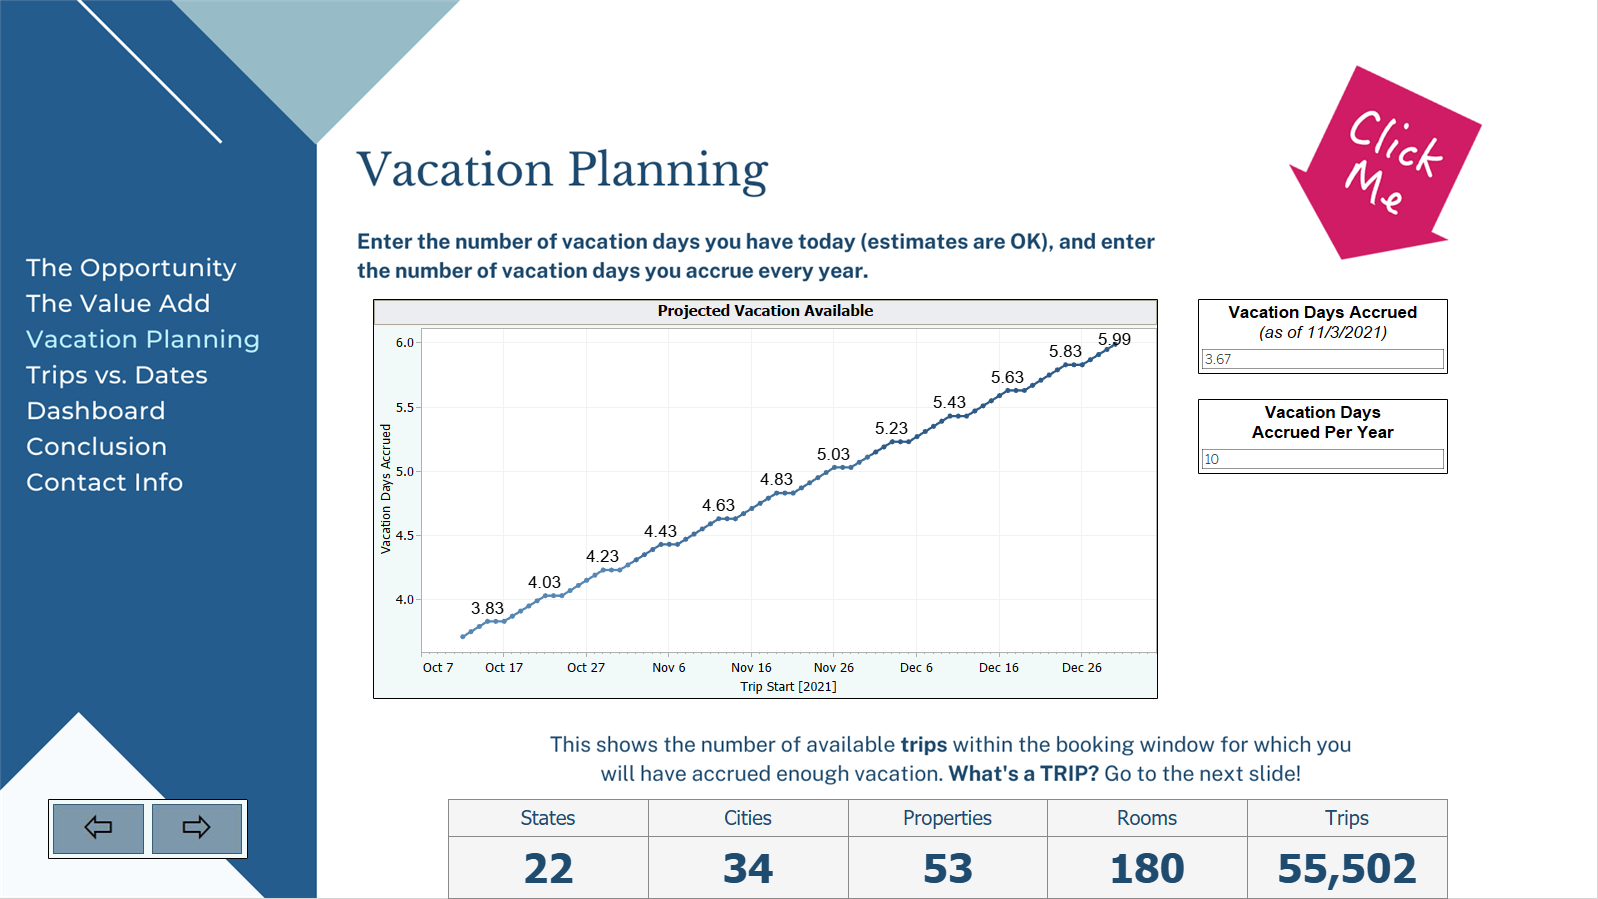 Click
Me
Vacation Planning
Enter the number of vacation days you have today (estimates are OK), and enter
the number of vacation days you accrue every year.
The Opportunity
The Value Add
Vacation Planning
Trips vs. Dates
Dashboard
Conclusion
Contact Info
Projected Vacation Available
Vacation Days Accrued
6.0
5.5
5.0
4.5
4.0
3.83
4.03
4.23
4.43
4.63
4.83
5.03
5.23
5.43
5.63
5.83
5.99
Oct 7
Oct 17
Oct 27
Nov 6
Nov 16
Nov 26
Dec 6
Dec 16
Dec 26
Trip Start [2021]
Vacation Days Accrued
(as of 11/3/2021)
3.67
Vacation Days
Accrued Per Year
10
This shows the number of available trips within the booking window for which you
will have accrued enough vacation. What's a TRIP? Go to the next slide!
States Cities Properties Rooms Trips
22 34 53 180 55,502